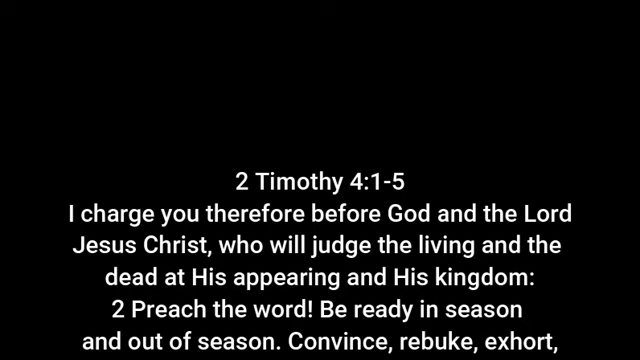 2 Timothy 4:1-5
I charge you therefore before God and the Lord
Jesus Christ, who will judge the living and the
dead at His appearing and His kingdom:
2 Preach the word! Be ready in season
and out of season. Convince, rebuke, exhort,